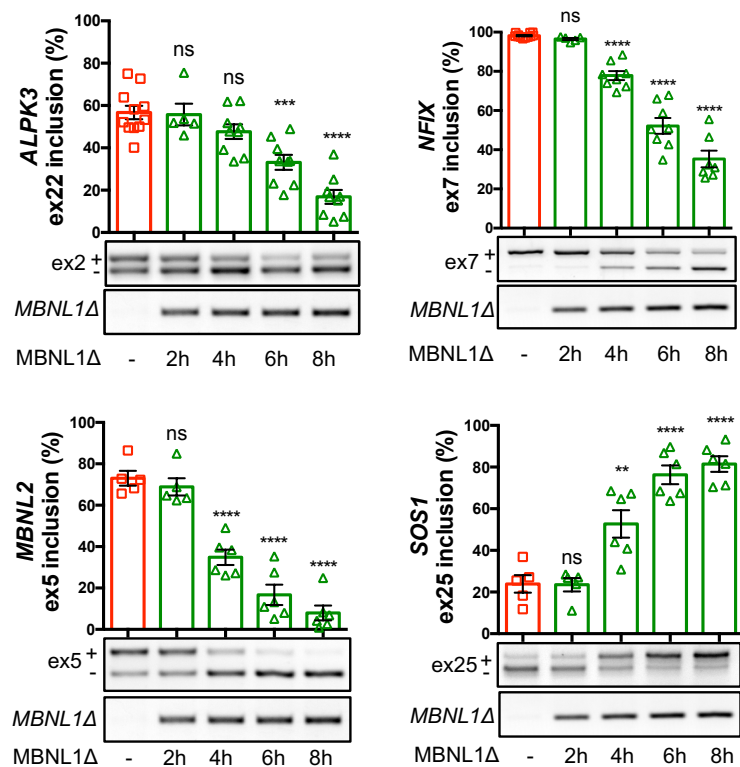 ALPK3
ex22 inclusion (%)
100
80
60
40
20
0
ns
ns
***
****
ex2 +
-
MBNL1Δ
MBNL1Δ - 2h 4h 6h 8h
NFIX
ex7 inclusion (%)
100
80
60
40
20
0
ns
****
****
****
ex7 +
-
MBNL1Δ
MBNL1Δ - 2h 4h 6h 8h
MBNL2
ex5 inclusion (%)
100
80
60
40
20
0
ns
****
****
****
ex5 +
-
MBNL1Δ
MBNL1Δ - 2h 4h 6h 8h
SOS1
ex25 inclusion (%)
100
80
60
40
20
0
ns
**
****
****
ex25 +
-
MBNL1Δ
MBNL1Δ - 2h 4h 6h 8h